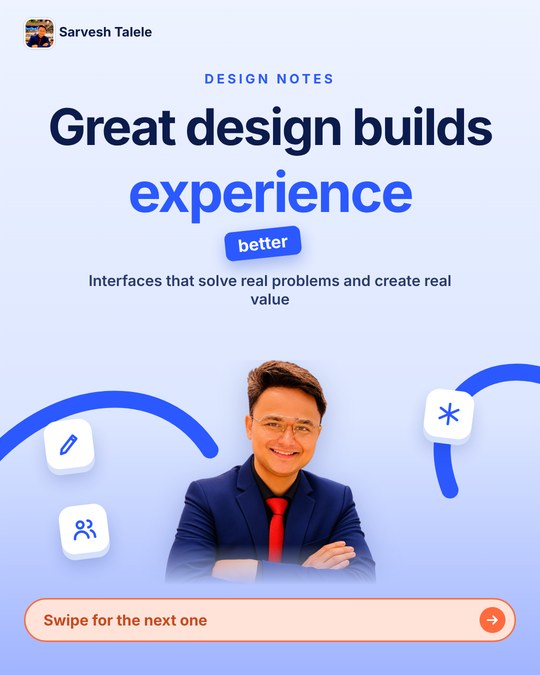 Sarvesh Talele
DESIGN NOTES
Great design builds
experience
better
Interfaces that solve real problems and create real
value
Swipe for the next one